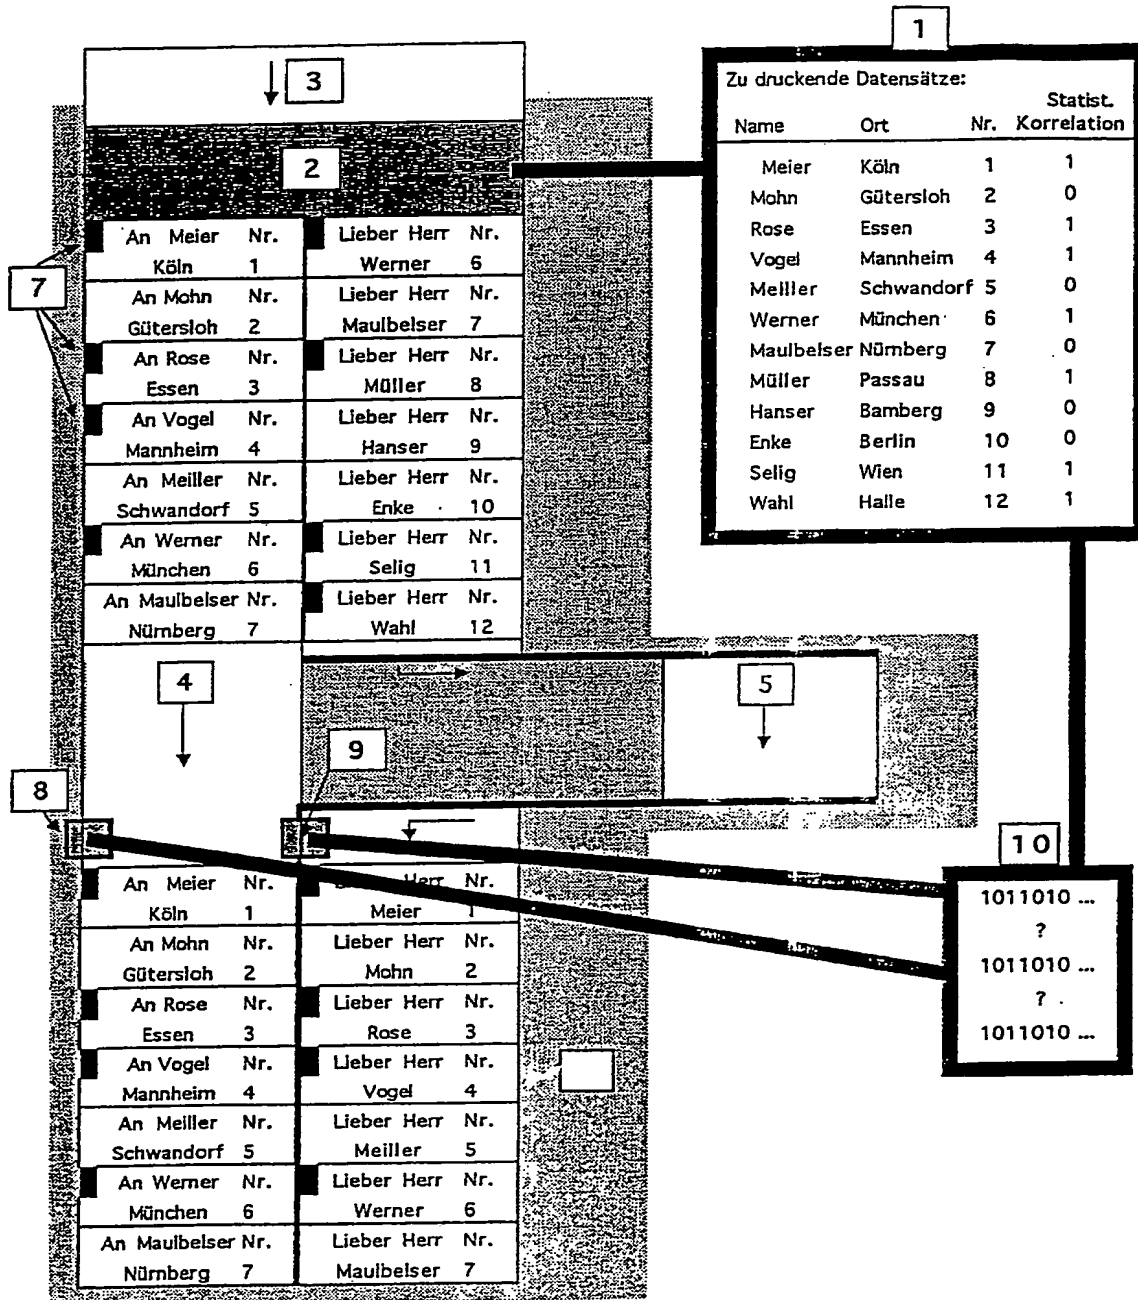 1
Zu druckende Datensätze:
Statist.
Name Ort Nr. Korrelation
Meier Köln 1 1
Mohn Gütersloh 2 0
Rose Essen 3 1
Vogel Mannheim 4 1
Meiller Schwandorf 5 0
Werner München 6 1
Maulbelser Nürnberg 7 0
Müller Passau 8 1
Hanser Bamberg 9 0
Enke Berlin 10 0
Selig Wien 11 1
Wahl Halle 12 1
3
2
7
An Meier Nr. Lieber Herr Nr.
Köln 1 Werner 6
An Mohn Nr. Lieber Herr Nr.
Gütersloh 2 Maulbelser 7
An Rose Nr. Lieber Herr Nr.
Essen 3 Müller 8
An Vogel Nr. Lieber Herr Nr.
Mannheim 4 Hanser 9
An Meiller Nr. Lieber Herr Nr.
Schwandorf 5 Enke 10
An Werner Nr. Lieber Herr Nr.
München 6 Selig 11
An Maulbelser Nr. Lieber Herr Nr.
Nürnberg 7 Wahl 12
4
5
9
8
10
1011010 ...
?
1011010 ...
?
1011010 ...
An Meier Nr. Herr Nr.
Köln 1 Meier 1
An Mohn Nr. Lieber Herr Nr.
Gütersloh 2 Mohn 2
An Rose Nr. Lieber Herr Nr.
Essen 3 Rose 3
An Vogel Nr. Lieber Herr Nr.
Mannheim 4 Vogel 4
An Meiller Nr. Lieber Herr Nr.
Schwandorf 5 Meiller 5
An Werner Nr. Lieber Herr Nr.
München 6 Werner 6
An Maulbelser Nr. Lieber Herr Nr.
Nürnberg 7 Maulbelser 7